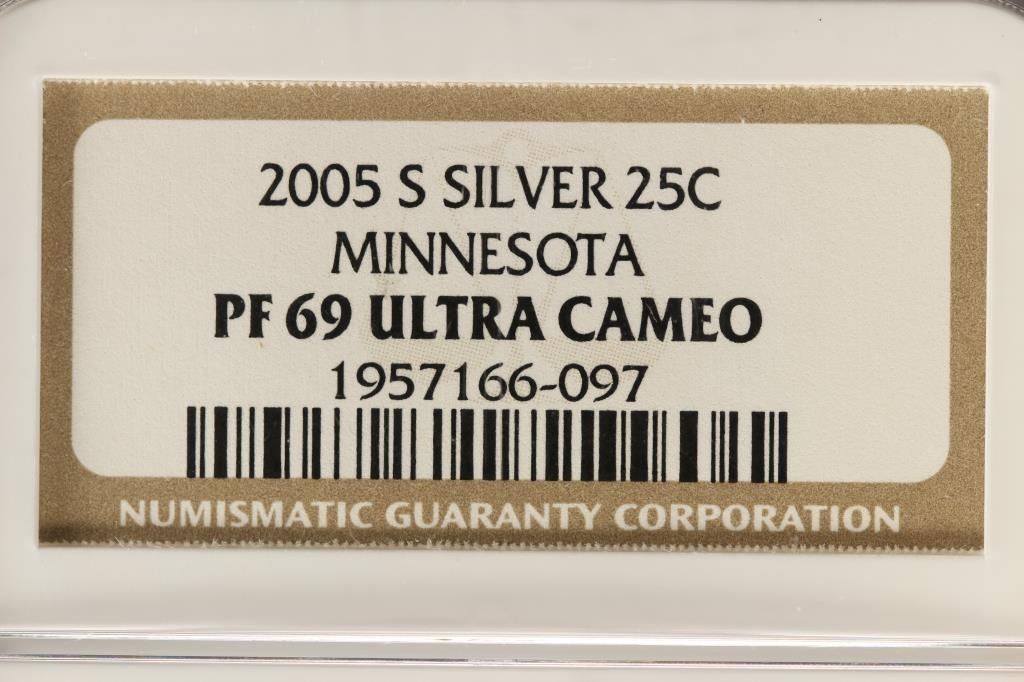 2005 S SILVER 25C
MINNESOTA
PF 69 ULTRA CAMEO
1957166-097
NUMISMATIC GUARANTY CORPORATION